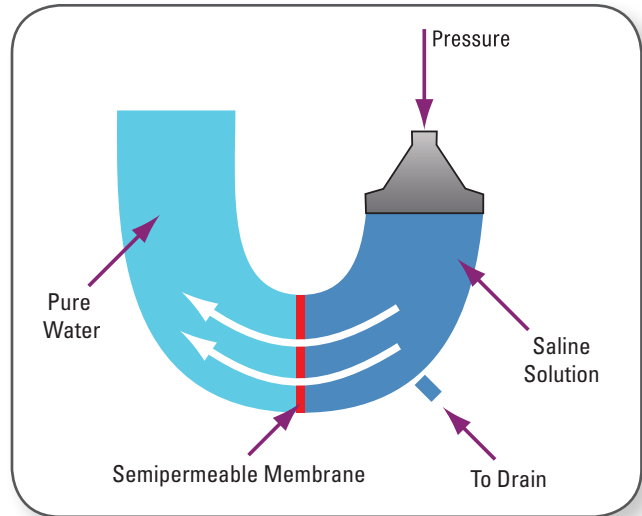 Pressure
Pure
Water
Saline
Solution
Semipermeable Membrane
To Drain